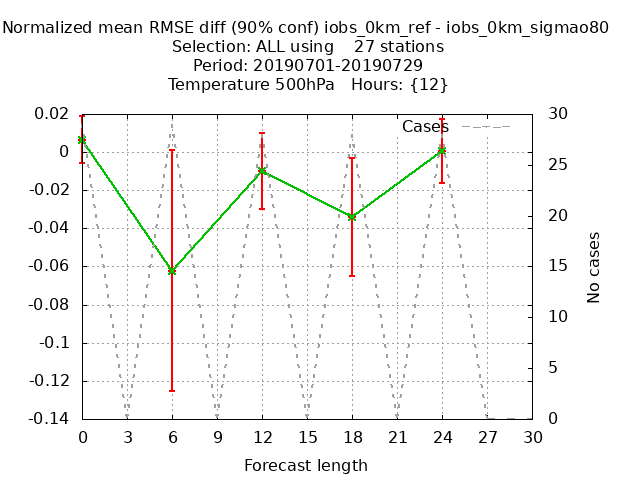 Normalized mean RMSE diff (90% conf) iobs_0km_ref - iobs_0km_sigmao80
Selection: ALL using    27 stations
Period: 20190701-20190729
Temperature 500hPa   Hours: {12}
Cases
0.02
0
-0.02
-0.04
-0.06
-0.08
-0.1
-0.12
-0.14
30
25
20
15
10
5
0
No cases
0 3 6 9 12 15 18 21 24 27 30
Forecast length